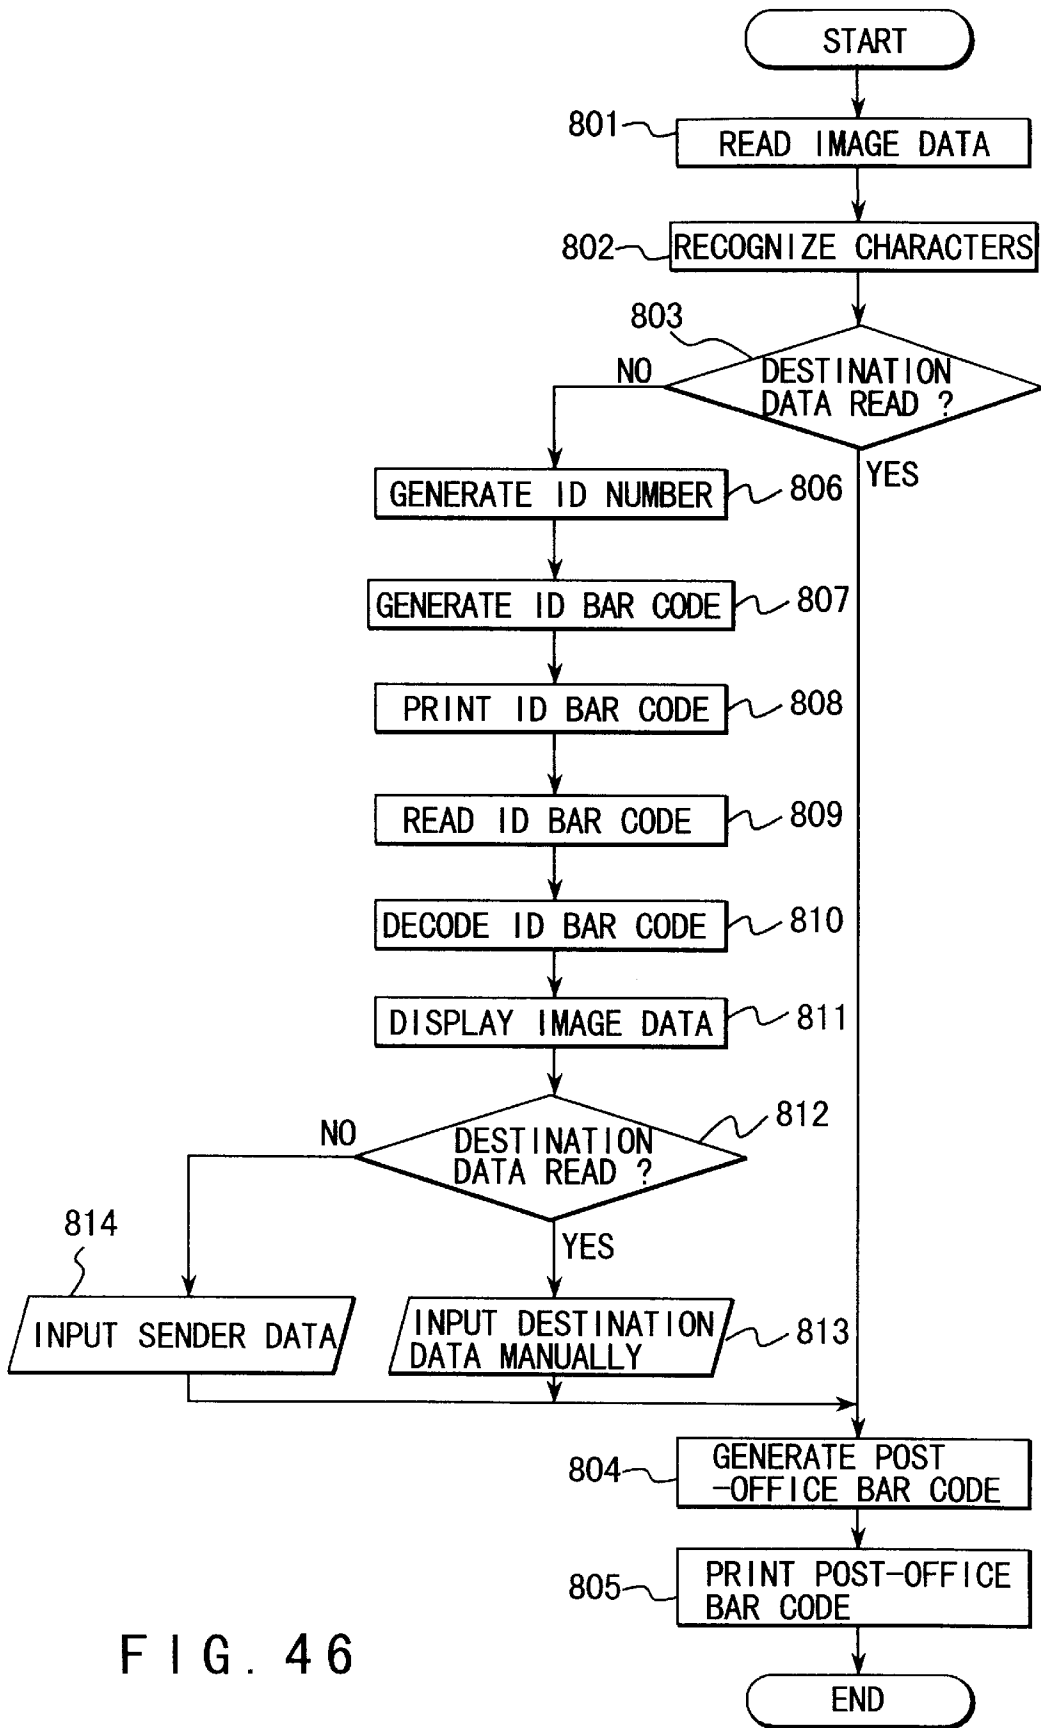 START
801
READ IMAGE DATA
802
RECOGNIZE CHARACTERS
803
DESTINATION
DATA READ ?
NO
YES
GENERATE ID NUMBER
806
GENERATE ID BAR CODE
807
PRINT ID BAR CODE
808
READ ID BAR CODE
809
DECODE ID BAR CODE
810
DISPLAY IMAGE DATA
811
812
DESTINATION
DATA READ ?
NO
YES
814
INPUT SENDER DATA
INPUT DESTINATION
DATA MANUALLY
813
804
GENERATE POST
-OFFICE BAR CODE
805
PRINT POST-OFFICE
BAR CODE
END
FIG. 46